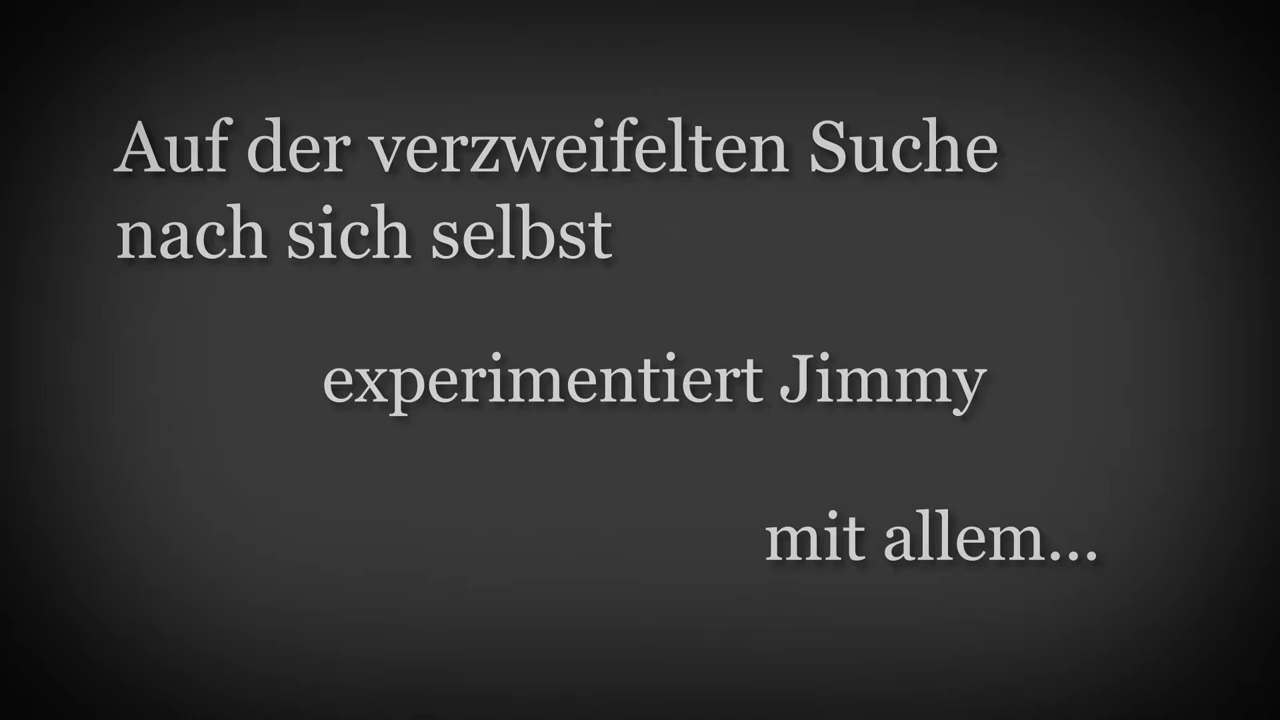 Auf der verzweifelten Suche
nach sich selbst
experimentiert Jimmy
mit allem...